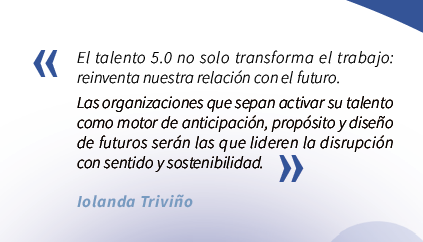 « El talento 5.0 no solo transforma el trabajo:
reinventa nuestra relación con el futuro.
Las organizaciones que sepan activar su talento
como motor de anticipación, propósito y diseño
de futuros serán las que lideren la disrupción
con sentido y sostenibilidad. »
Iolanda Triviño